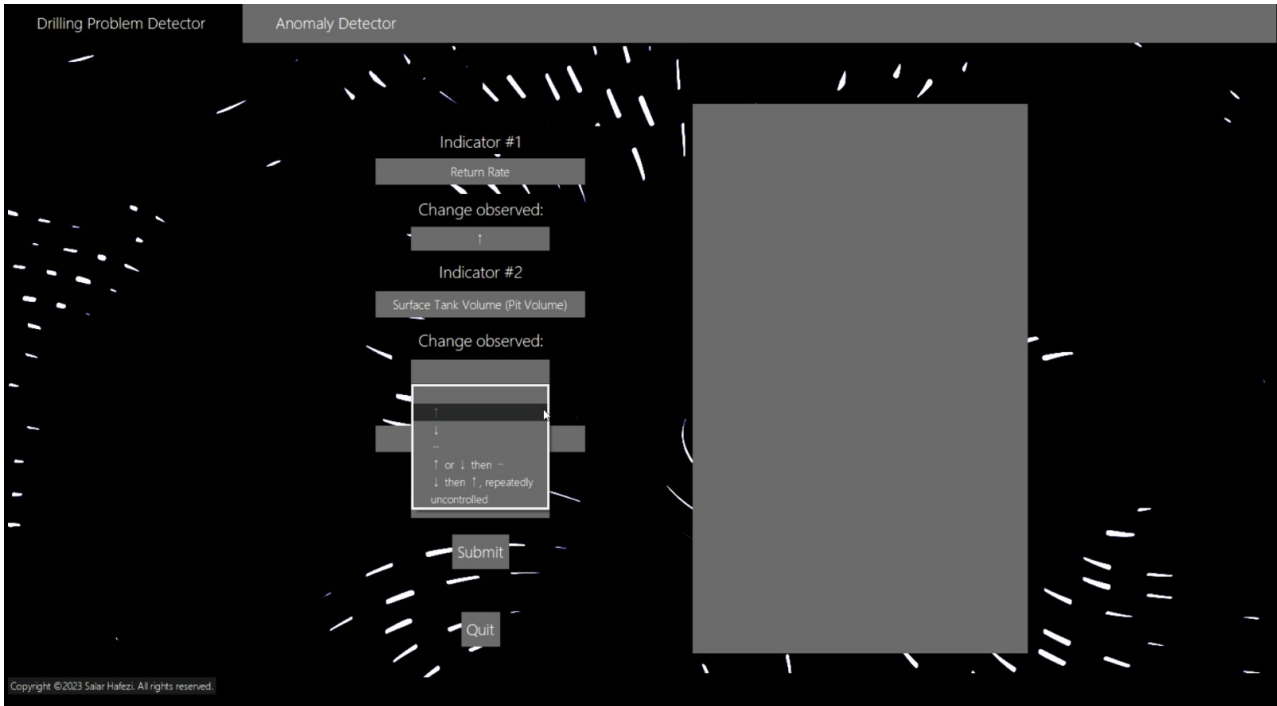 Drilling Problem Detector
Anomaly Detector
Indicator #1
Return Rate
Change observed:
↑
Indicator #2
Surface Tank Volume (Pit Volume)
Change observed:
↑
↓
–
↑ or ↓ then –
↓ then ↑, repeatedly
uncontrolled
Submit
Quit
Copyright ©2023 Salar Hafezi. All rights reserved.